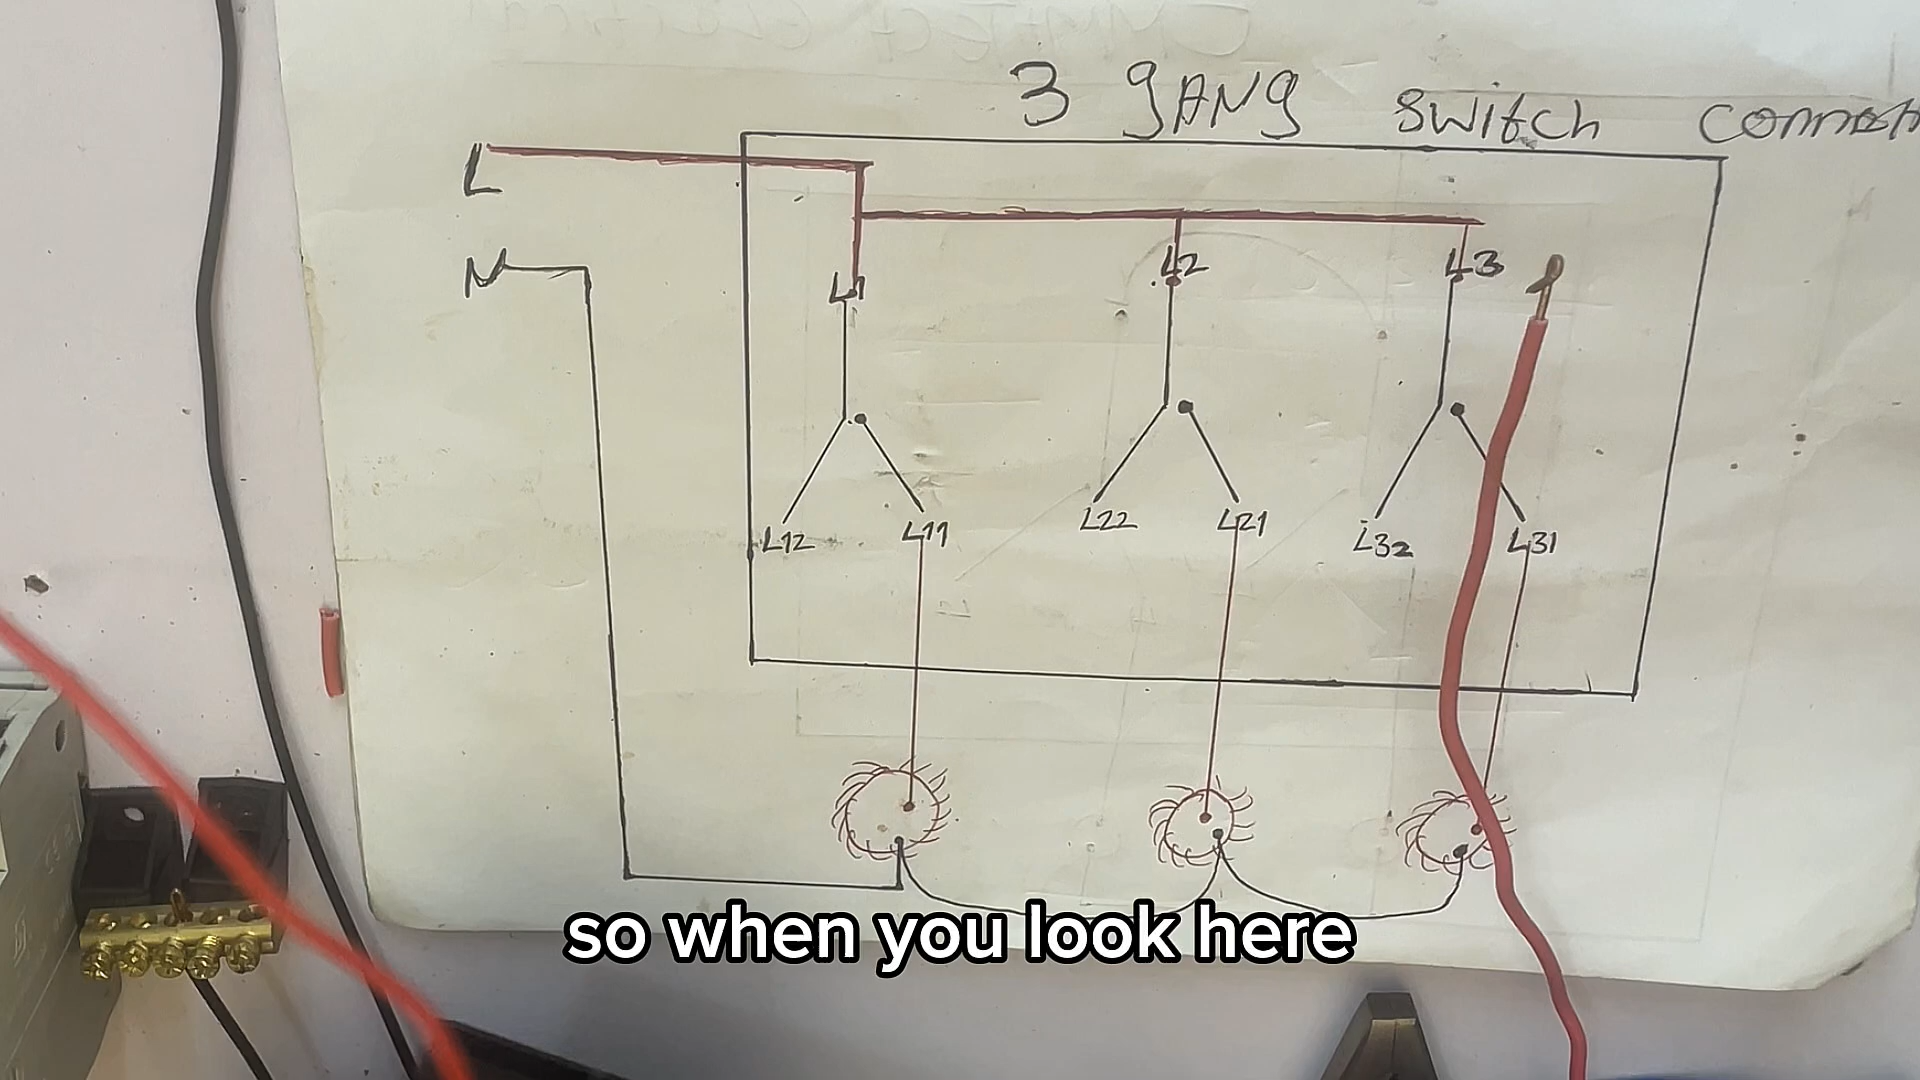 3 gANg switch
L
N
L1 L2 L3
L12 L11 L22 L21 L32 L31
so when you look here